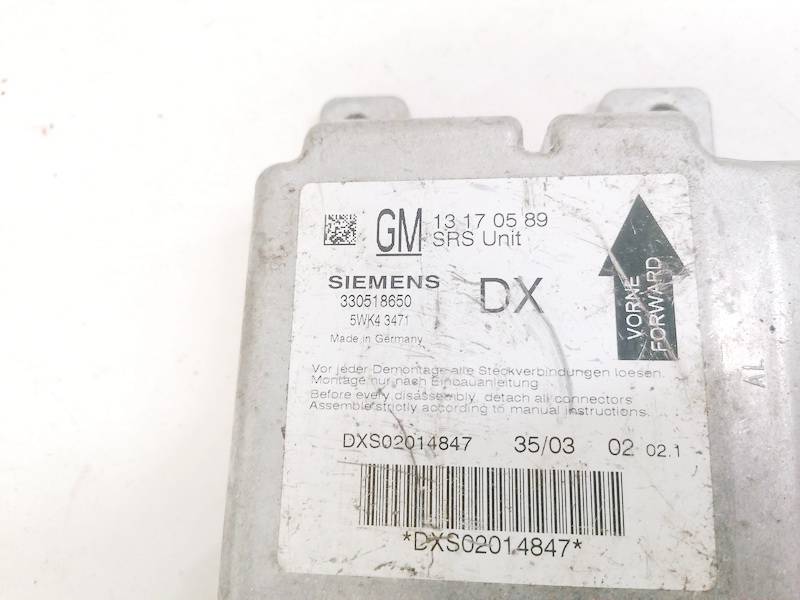 GM 13 17 05 89
SRS Unit
SIEMENS
DX
330518650
5WK4 3471
Made in Germany
VORNE
FORWARD
Vor jeder Demontage alle Steckverbindungen loesen.
Montage nur nach Einbauanleitung
Before every disassembly, detach all connectors
Assemble strictly according to manual instructions.
DXS02014847 35/03 02 02.1
*DXS02014847*
AL